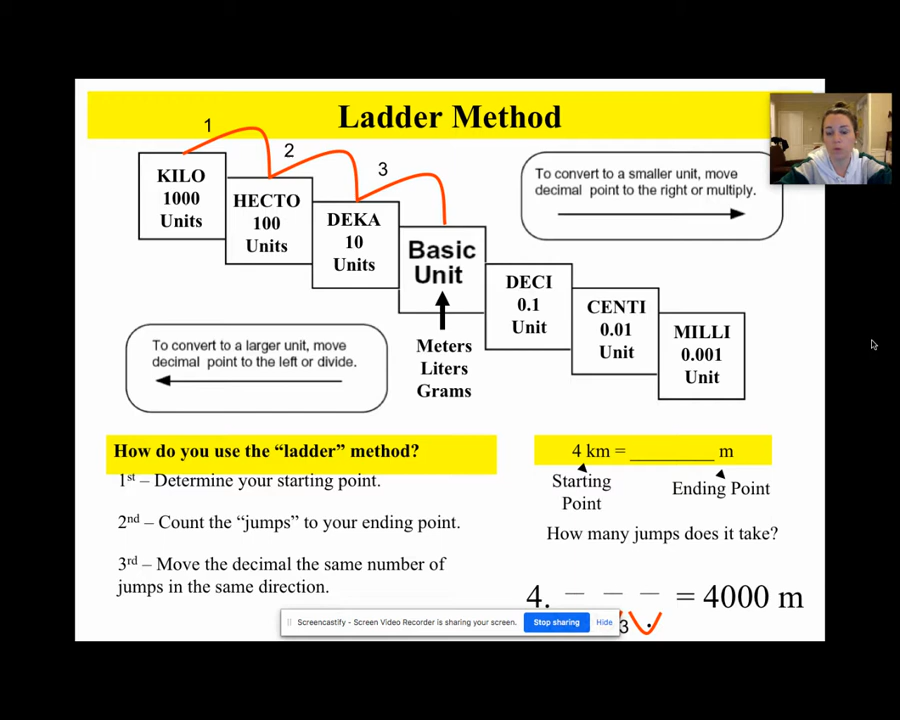 Ladder Method
1
2
3
KILO
1000
Units
HECTO
100
Units
DEKA
10
Units
Basic
Unit
DECI
0.1
Unit
CENTI
0.01
Unit
MILLI
0.001
Unit
To convert to a smaller unit, move
decimal point to the right or multiply.
To convert to a larger unit, move
decimal point to the left or divide.
Meters
Liters
Grams
How do you use the “ladder” method?
1st – Determine your starting point.
2nd – Count the “jumps” to your ending point.
3rd – Move the decimal the same number of
jumps in the same direction.
4 km = _________ m
Starting
Point
Ending Point
How many jumps does it take?
4. _ _ _ = 4000 m
3
Screencastify - Screen Video Recorder is sharing your screen.
Stop sharing
Hide